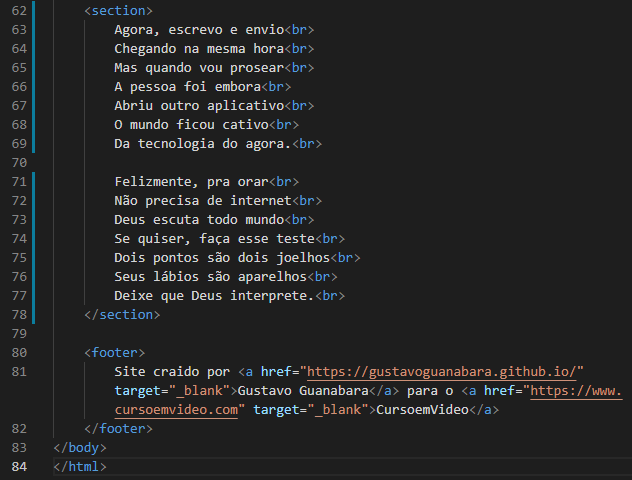 62 <section>
63 Agora, escrevo e envio<br>
64 Chegando na mesma hora<br>
65 Mas quando vou prosear<br>
66 A pessoa foi embora<br>
67 Abriu outro aplicativo<br>
68 O mundo ficou cativo<br>
69 Da tecnologia do agora.<br>
70
71 Felizmente, pra orar<br>
72 Não precisa de internet<br>
73 Deus escuta todo mundo<br>
74 Se quiser, faça esse teste<br>
75 Dois pontos são dois joelhos<br>
76 Seus lábios são aparelhos<br>
77 Deixe que Deus interprete.<br>
78 </section>
79
80 <footer>
81 Site craido por <a href="https://gustavoguanabara.github.io/"
target="_blank">Gustavo Guanabara</a> para o <a href="https://www.
cursoemvideo.com" target="_blank">CursoemVideo</a>
82 </footer>
83 </body>
84 </html>